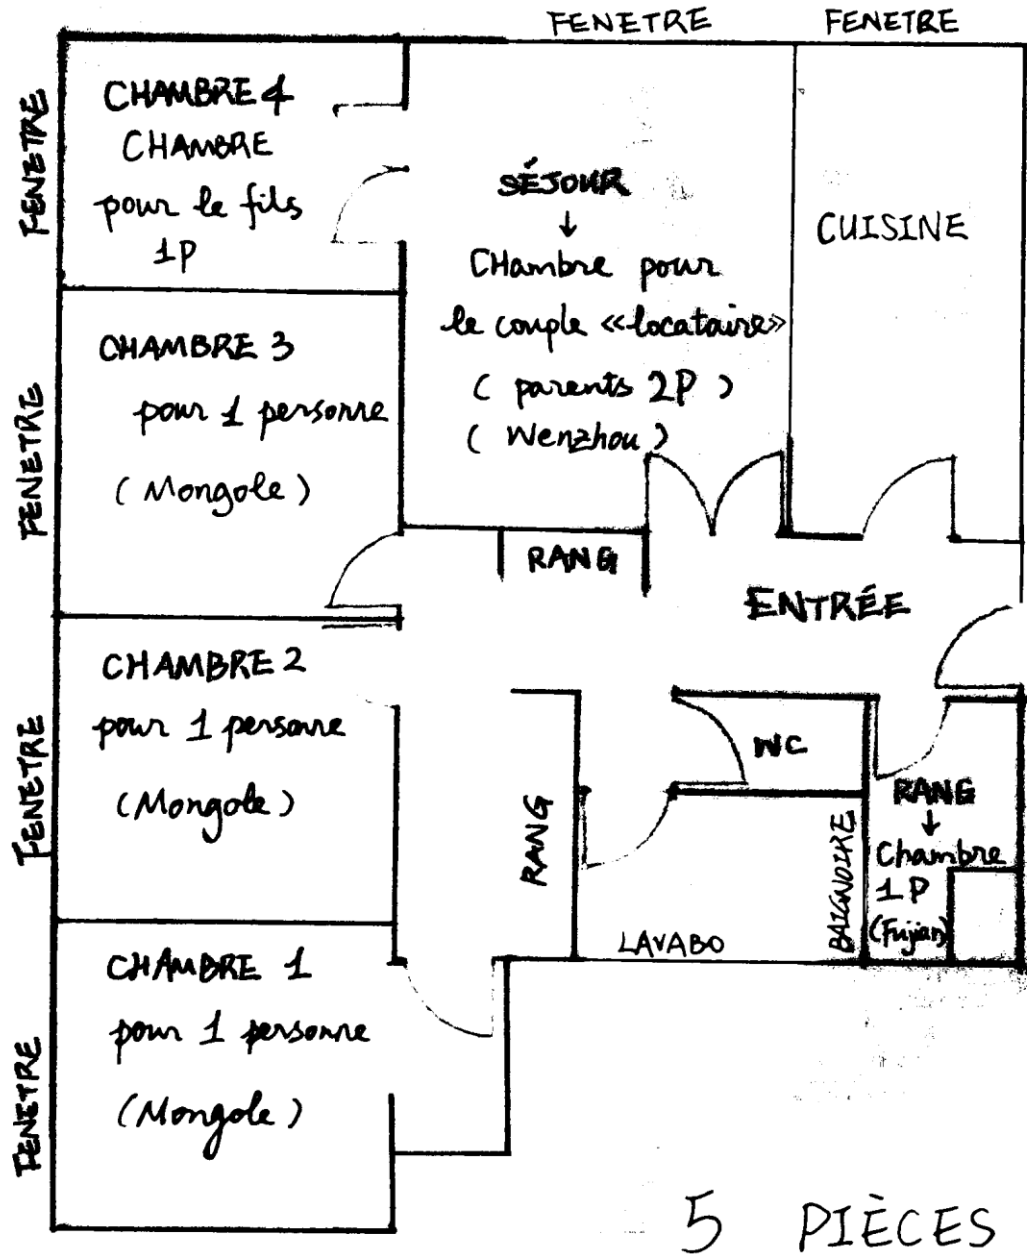 FENETRE
FENETRE
FENETRE
CHAMBRE 4
CHAMBRE
pour le fils
1P
SÉJOUR
↓
CHambre pour
le couple «locataire»
( parents 2P )
( Wenzhou )
CUISINE
FENETRE
CHAMBRE 3
pour 1 personne
( Mongole )
RANG
ENTRÉE
FENETRE
CHAMBRE 2
pour 1 personne
(Mongole )
RANG
WC
LAVABO
BAIGNOIRE
RANG
↓
Chambre
1P
(Fujian)
FENETRE
CHAMBRE 1
pour 1 personne
(Mongole )
5 PIÈCES